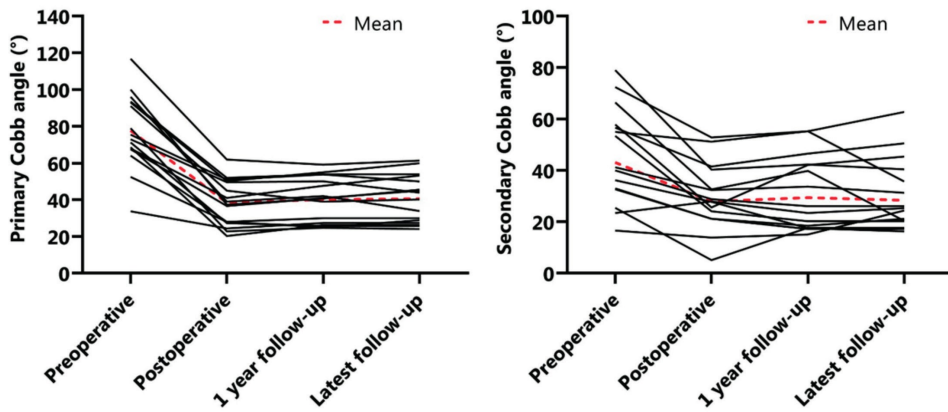 Primary Cobb angle (°)
140
120
100
80
60
40
20
0
Mean
Preoperative
Postoperative
1 year follow-up
Latest follow-up
Secondary Cobb angle (°)
100
80
60
40
20
0
Mean
Preoperative
Postoperative
1 year follow-up
Latest follow-up